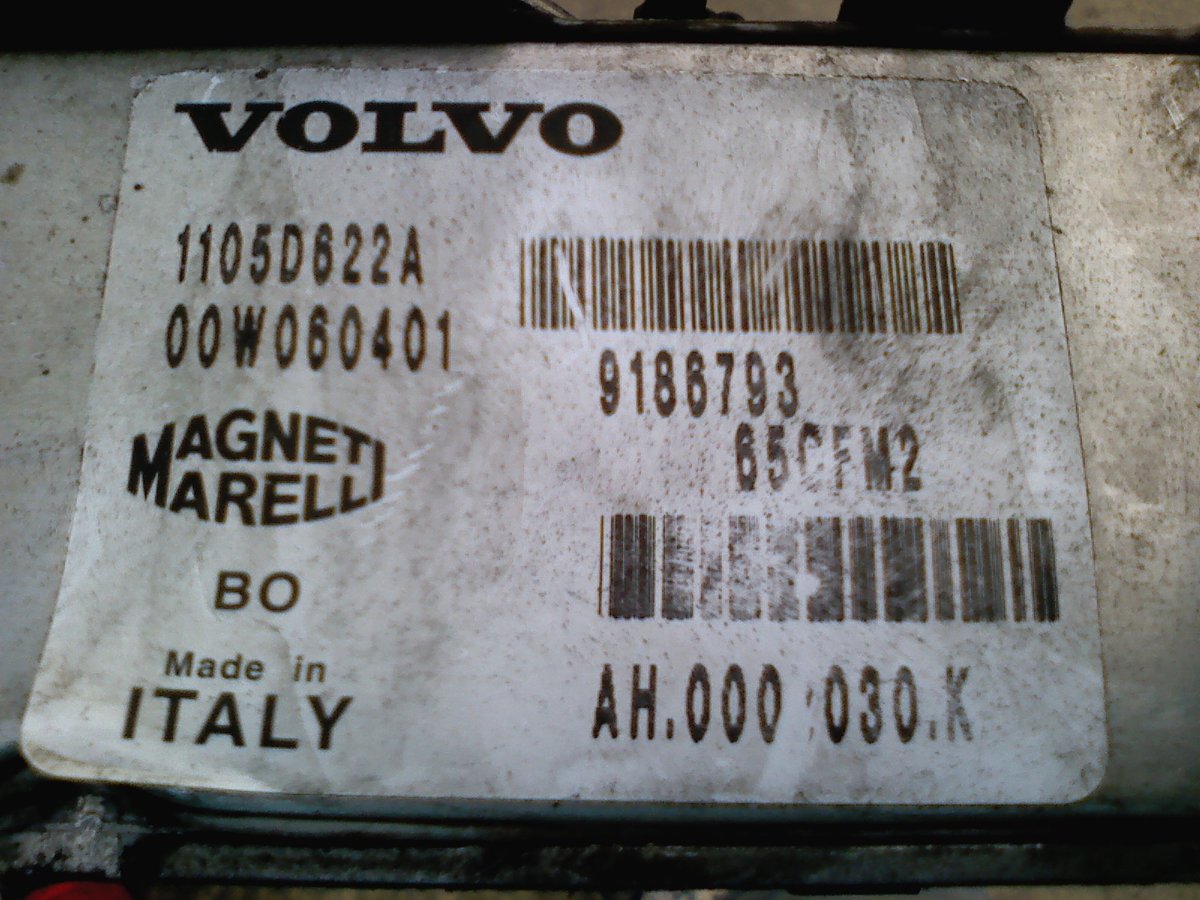 VOLVO
1105D622A
00W060401
MAGNETI
MARELLI
BO
Made in
ITALY
9186793
65CFM2
AH.000.030.K